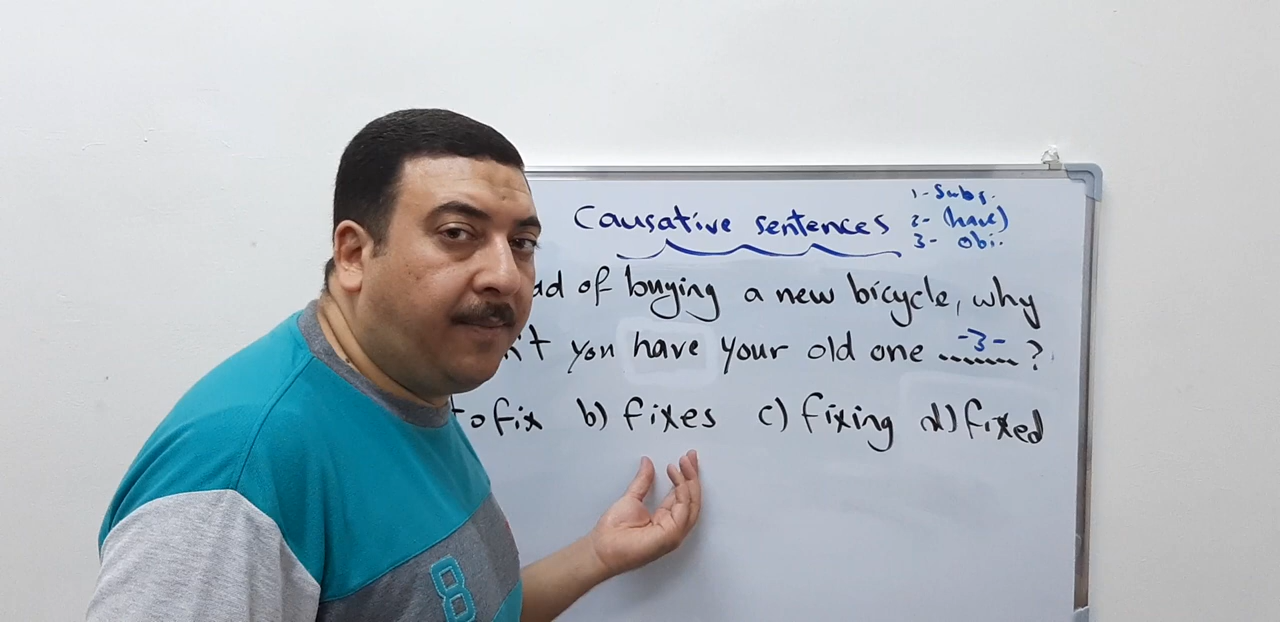 Causative sentences
1- Subj.
2- (have)
3- obj.
ad of buying a new bicycle, why
't you have your old one -3- ........ ?
to fix b) fixes c) fixing d) fixed
8